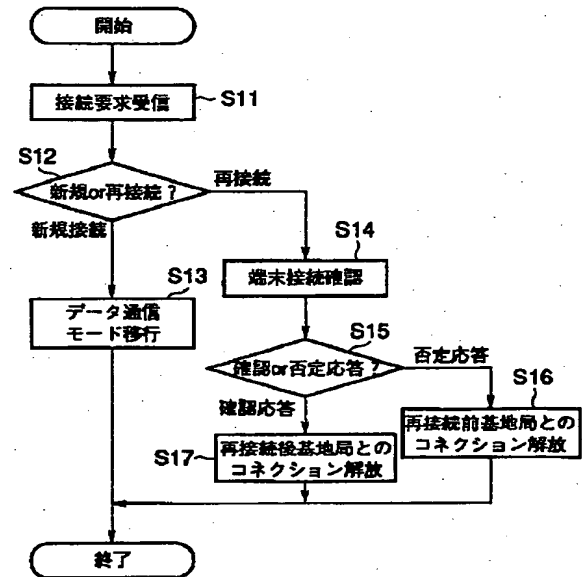 開始
接続要求受信
S11
S12
新規or再接続？
再接続
新規接続
S14
端末接続確認
S13
データ通信
モード移行
S15
確認or否定応答？
否定応答
確認応答
S16
再接続前基地局との
コネクション解放
S17
再接続後基地局との
コネクション解放
終了